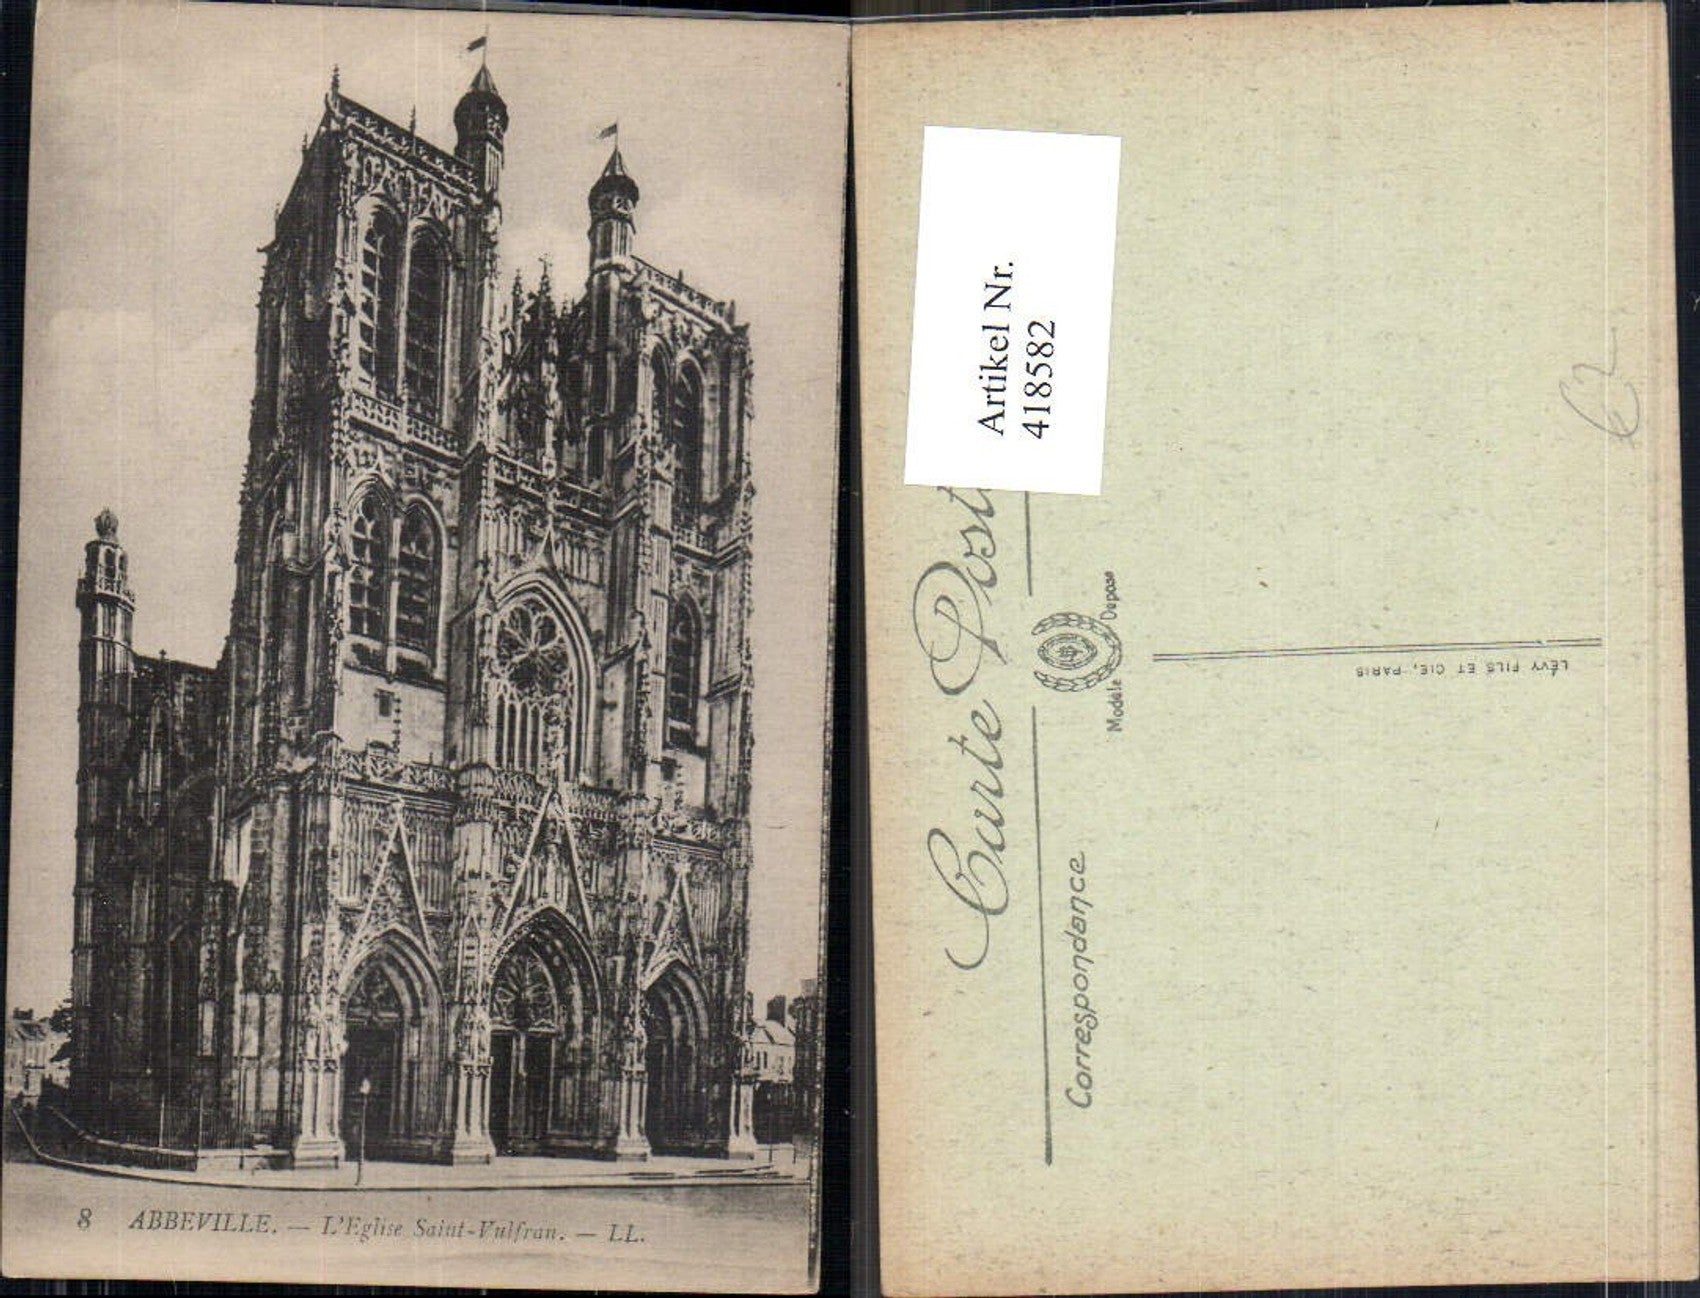 8 ABBEVILLE. — L'Eglise Saint-Vulfran. — LL.
Artikel Nr.
418582
Carte Post
Modèle Déposé
Correspondance
LÉVY FILS ET CIE, PARIS